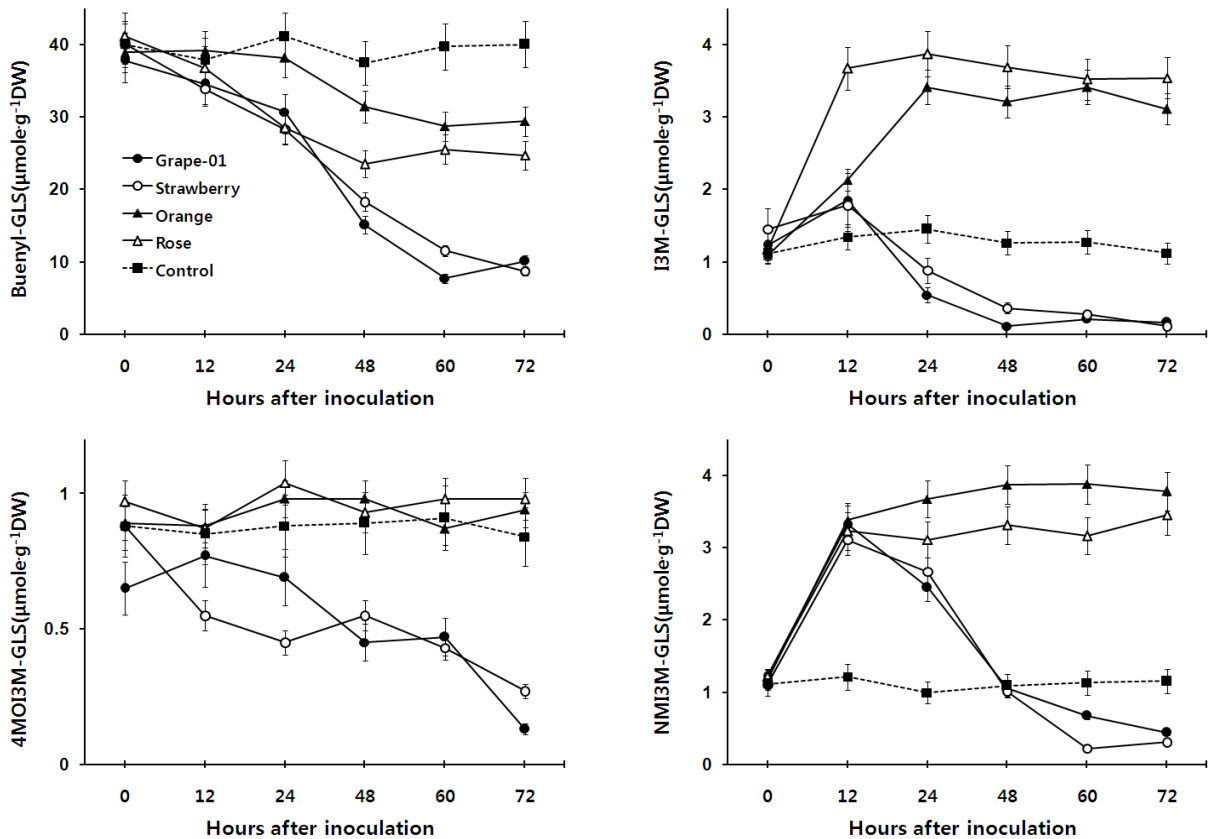 Buenyl-GLS(μmole·g⁻¹DW)
40
30
20
10
0
Grape-01
Strawberry
Orange
Rose
Control
0 12 24 48 60 72
Hours after inoculation
I3M-GLS(μmole·g⁻¹DW)
4
3
2
1
0
0 12 24 48 60 72
Hours after inoculation
4MOI3M-GLS(μmole·g⁻¹DW)
1
0.5
0
0 12 24 48 60 72
Hours after inoculation
NMI3M-GLS(μmole·g⁻¹DW)
4
3
2
1
0
0 12 24 48 60 72
Hours after inoculation